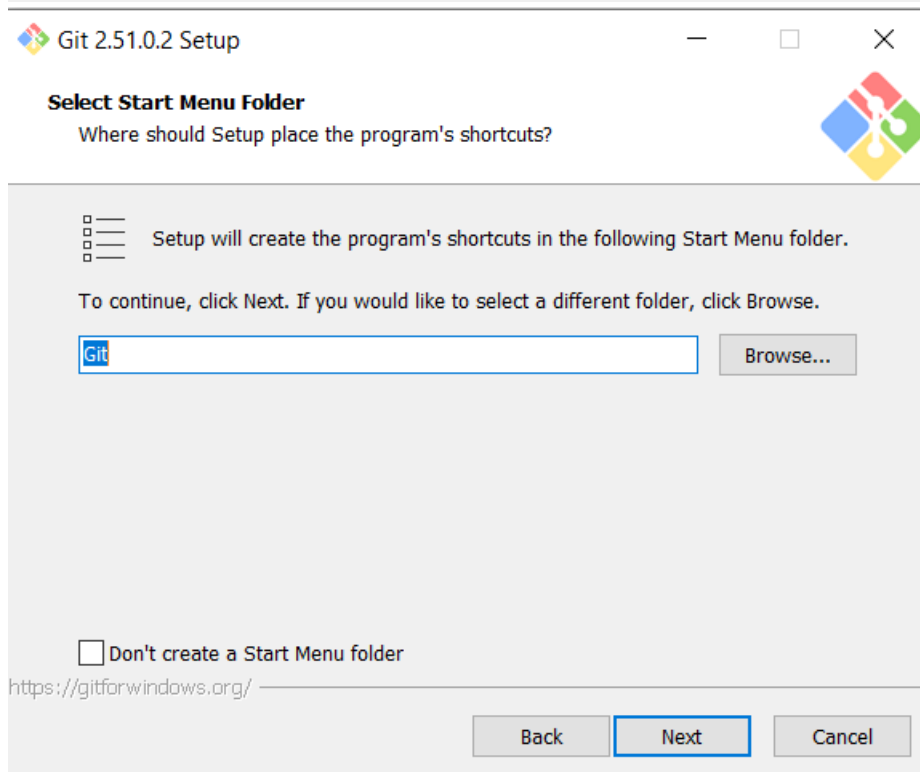 Git 2.51.0.2 Setup
Select Start Menu Folder
Where should Setup place the program's shortcuts?
Setup will create the program's shortcuts in the following Start Menu folder.
To continue, click Next. If you would like to select a different folder, click Browse.
Git
Browse...
Don't create a Start Menu folder
https://gitforwindows.org/
Back
Next
Cancel